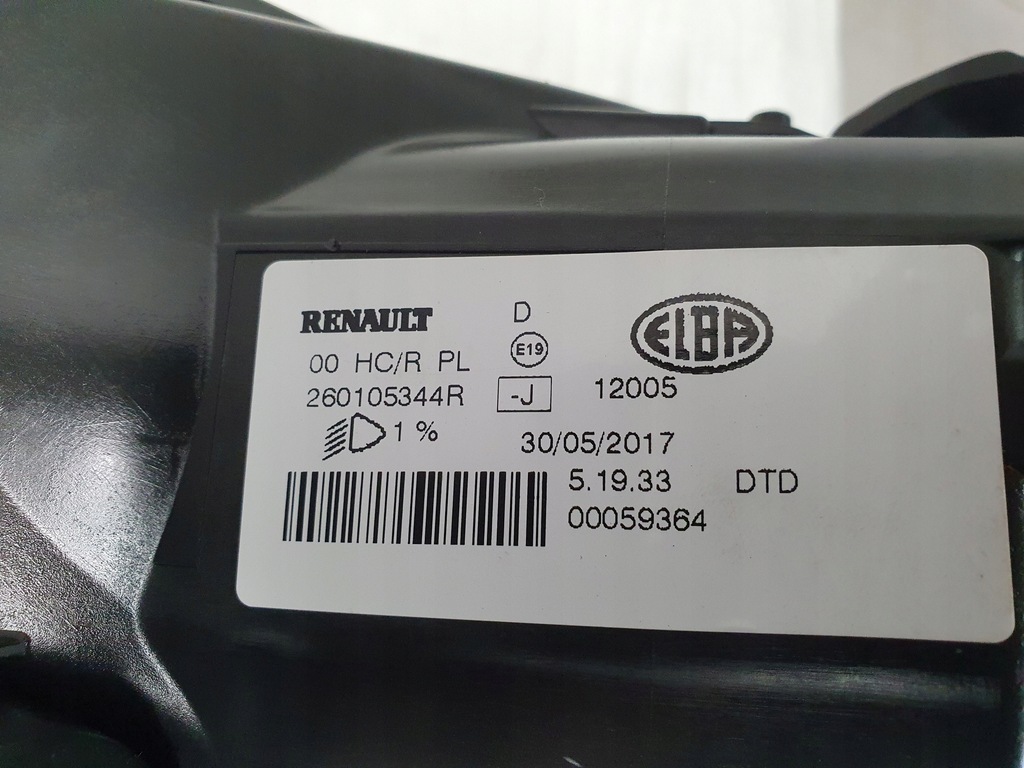 RENAULT D ELBA
00 HC/R PL E19
260105344R -J 12005
1 % 30/05/2017
5.19.33 DTD
00059364